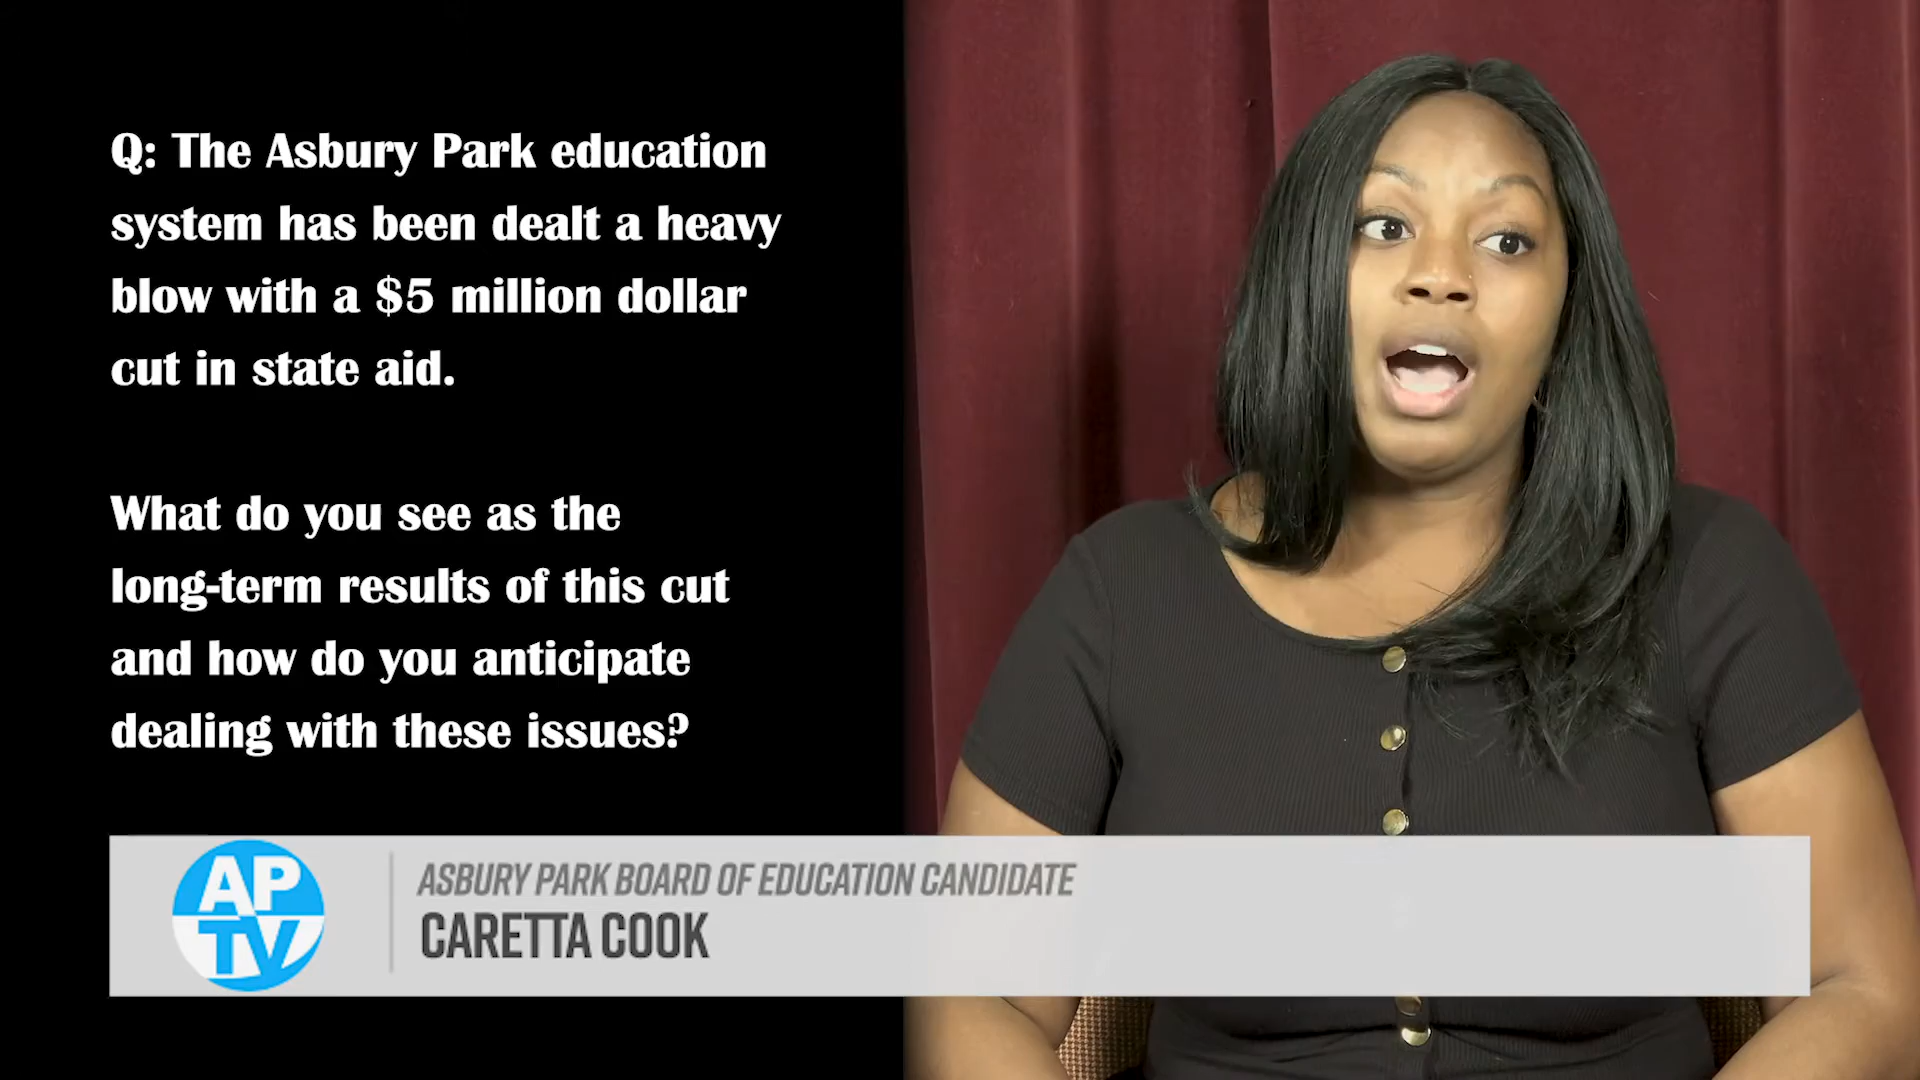 Q: The Asbury Park education
system has been dealt a heavy
blow with a $5 million dollar
cut in state aid.
What do you see as the
long-term results of this cut
and how do you anticipate
dealing with these issues?
AP
TV
ASBURY PARK BOARD OF EDUCATION CANDIDATE
CARETTA COOK